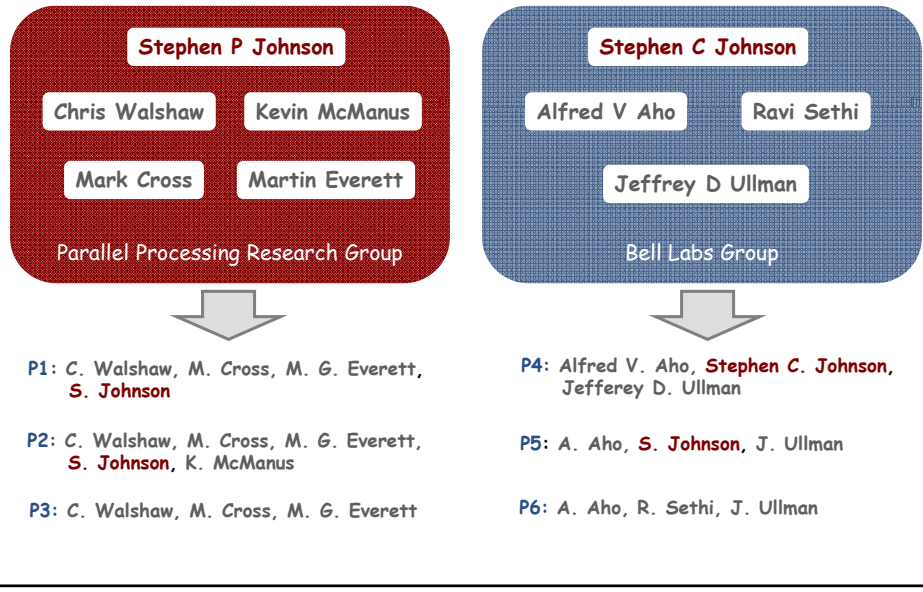 Stephen P Johnson
Chris Walshaw
Kevin McManus
Mark Cross
Martin Everett
Parallel Processing Research Group
Stephen C Johnson
Alfred V Aho
Ravi Sethi
Jeffrey D Ullman
Bell Labs Group
P1: C. Walshaw, M. Cross, M. G. Everett,
S. Johnson
P2: C. Walshaw, M. Cross, M. G. Everett,
S. Johnson, K. McManus
P3: C. Walshaw, M. Cross, M. G. Everett
P4: Alfred V. Aho, Stephen C. Johnson,
Jefferey D. Ullman
P5: A. Aho, S. Johnson, J. Ullman
P6: A. Aho, R. Sethi, J. Ullman